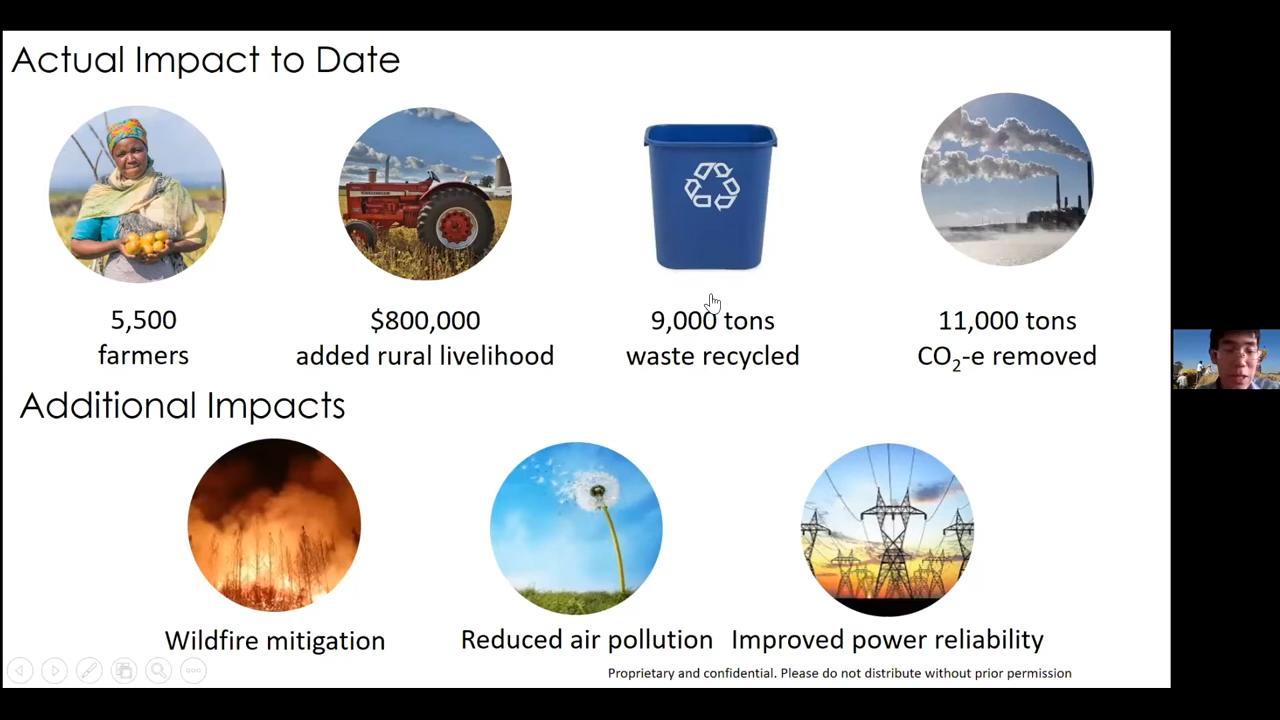 Actual Impact to Date
5,500
farmers
$800,000
added rural livelihood
9,000 tons
waste recycled
11,000 tons
CO₂-e removed
Additional Impacts
Wildfire mitigation
Reduced air pollution
Improved power reliability
Proprietary and confidential. Please do not distribute without prior permission